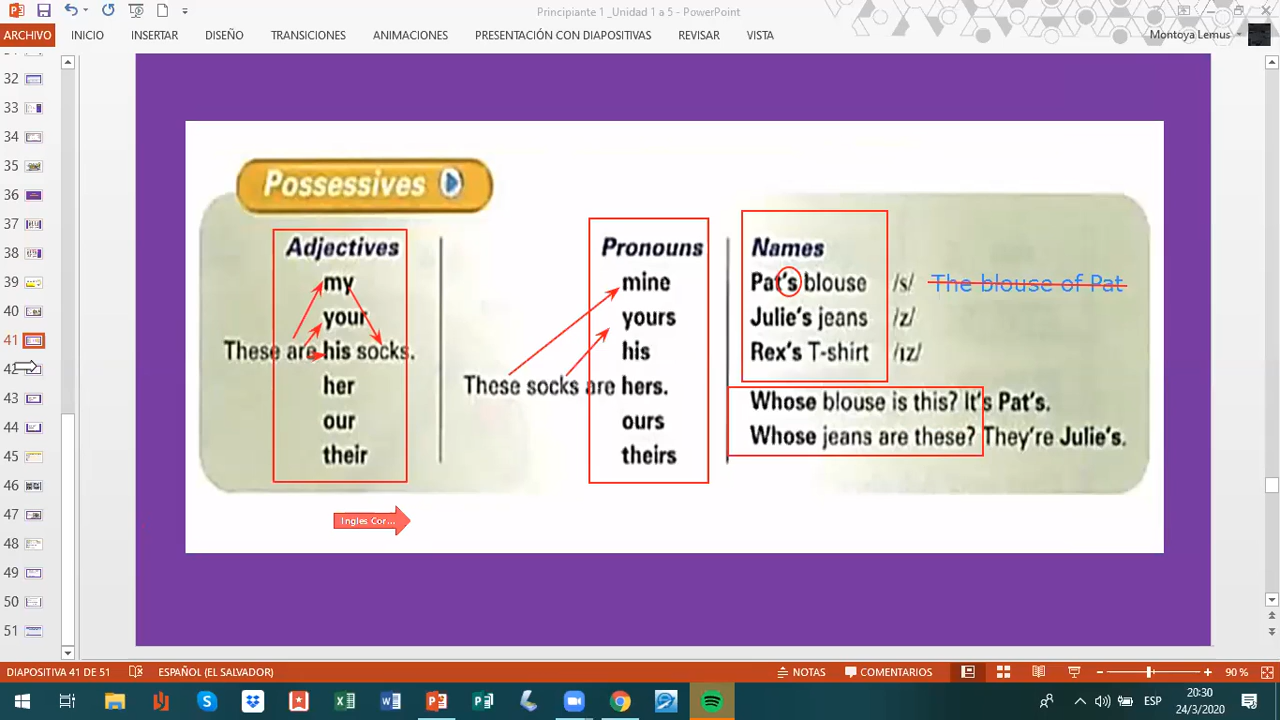 Principiante 1 _Unidad 1 a 5 - PowerPoint
ARCHIVO INICIO INSERTAR DISEÑO TRANSICIONES ANIMACIONES PRESENTACIÓN CON DIAPOSITIVAS REVISAR VISTA Montoya Lemus
32
33
34
35
36
37
38
39
40
41
42
43
44
45
46
47
48
49
50
51
Possessives
Adjectives
my
your
These are his socks.
her
our
their
Pronouns
mine
yours
his
These socks are hers.
ours
theirs
Names
Pat's blouse /s/ The blouse of Pat
Julie's jeans /z/
Rex's T-shirt /ɪz/
Whose blouse is this? It's Pat's.
Whose jeans are these? They're Julie's.
Ingles Cor...
DIAPOSITIVA 41 DE 51 ESPAÑOL (EL SALVADOR) NOTAS COMENTARIOS 90 %
ESP
20:30
24/3/2020